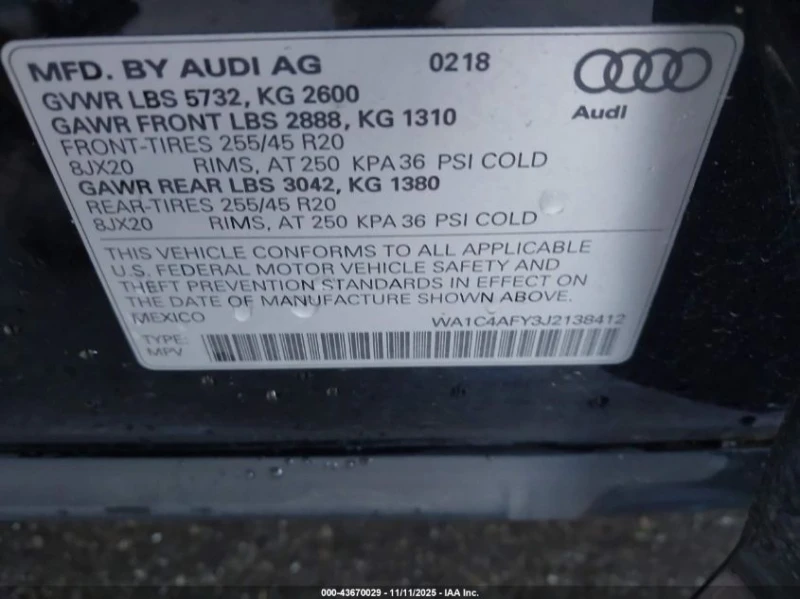 MFD. BY AUDI AG 0218
GVWR LBS 5732, KG 2600
Audi
GAWR FRONT LBS 2888, KG 1310
FRONT-TIRES 255/45 R20
8JX20 RIMS, AT 250 KPA 36 PSI COLD
GAWR REAR LBS 3042, KG 1380
REAR-TIRES 255/45 R20
8JX20 RIMS, AT 250 KPA 36 PSI COLD
THIS VEHICLE CONFORMS TO ALL APPLICABLE
U.S. FEDERAL MOTOR VEHICLE SAFETY AND
THEFT PREVENTION STANDARDS IN EFFECT ON
THE DATE OF MANUFACTURE SHOWN ABOVE.
MEXICO WA1C4AFY3J2138412
TYPE:
MPV
000-43670029 - 11/11/2025 - IAA Inc.